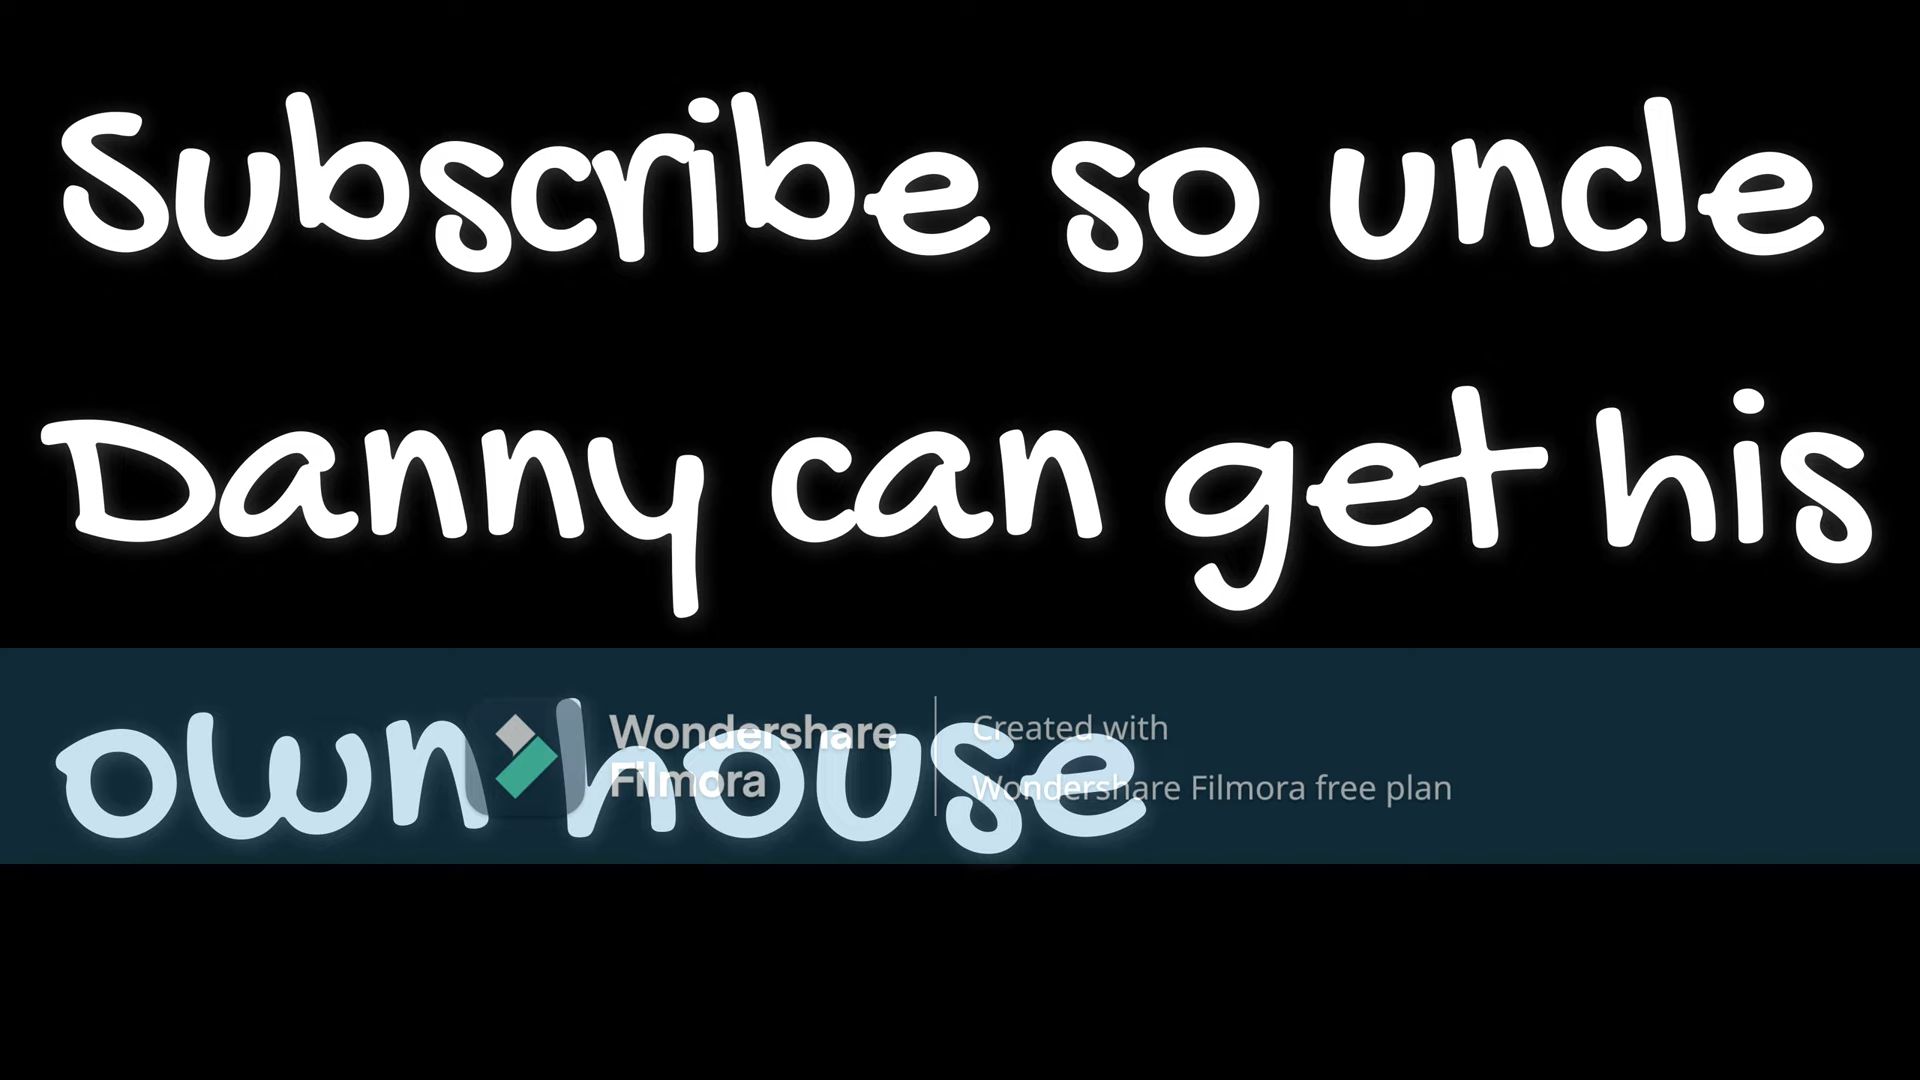 Subscribe so uncle
Danny can get his
own house
Wondershare
Filmora
Created with
Wondershare Filmora free plan